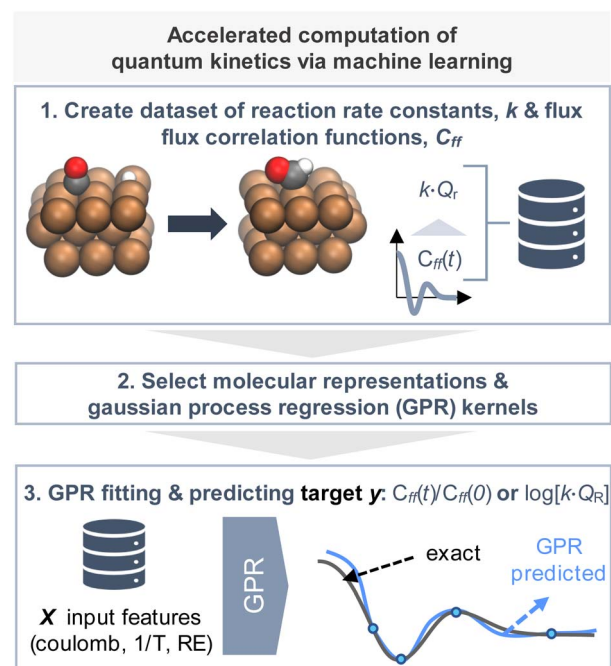 Accelerated computation of
quantum kinetics via machine learning
1. Create dataset of reaction rate constants, k & flux
flux correlation functions, Cff
k·Qr
Cff(t)
2. Select molecular representations &
gaussian process regression (GPR) kernels
3. GPR fitting & predicting target y: Cff(t)/Cff(0) or log[k·QR]
GPR
exact
GPR
predicted
X input features
(coulomb, 1/T, RE)